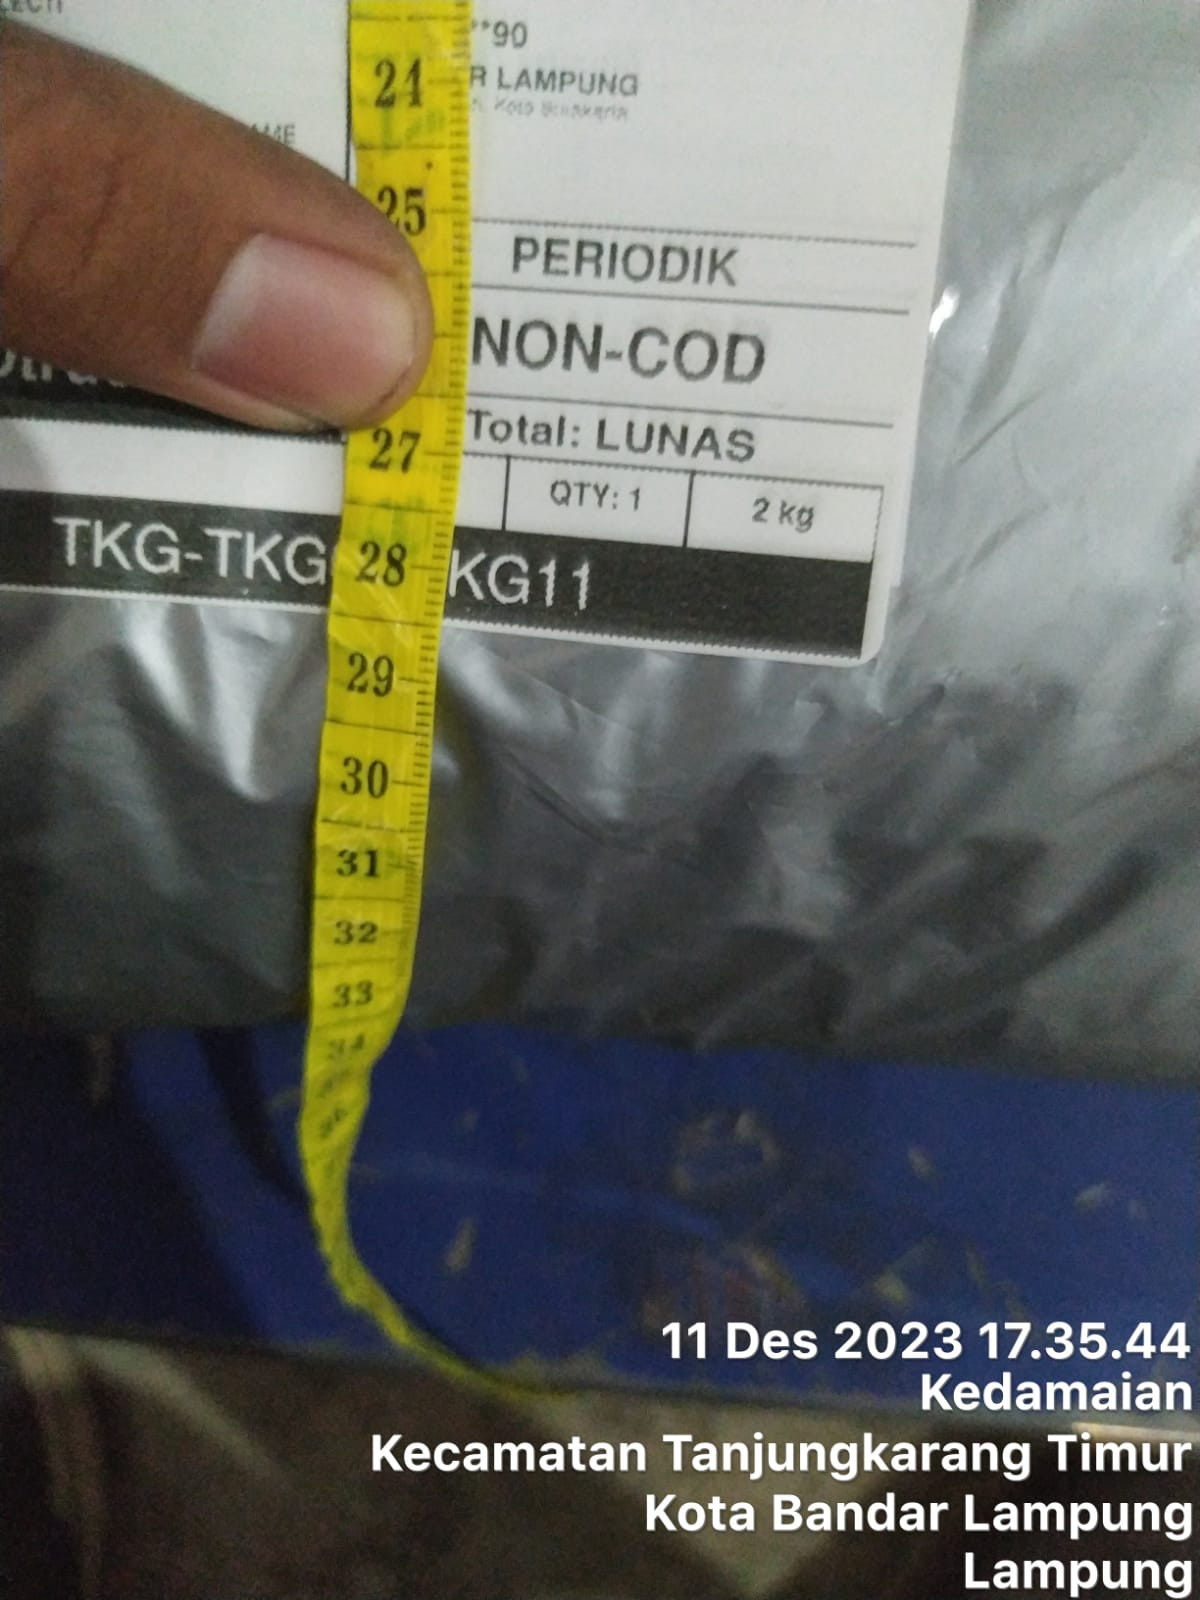 **90
24
R LAMPUNG
25
PERIODIK
NON-COD
27
Total: LUNAS
QTY: 1
2 kg
TKG-TKG
KG11
28
29
30
31
32
33
34
11 Des 2023 17.35.44
Kedamaian
Kecamatan Tanjungkarang Timur
Kota Bandar Lampung
Lampung